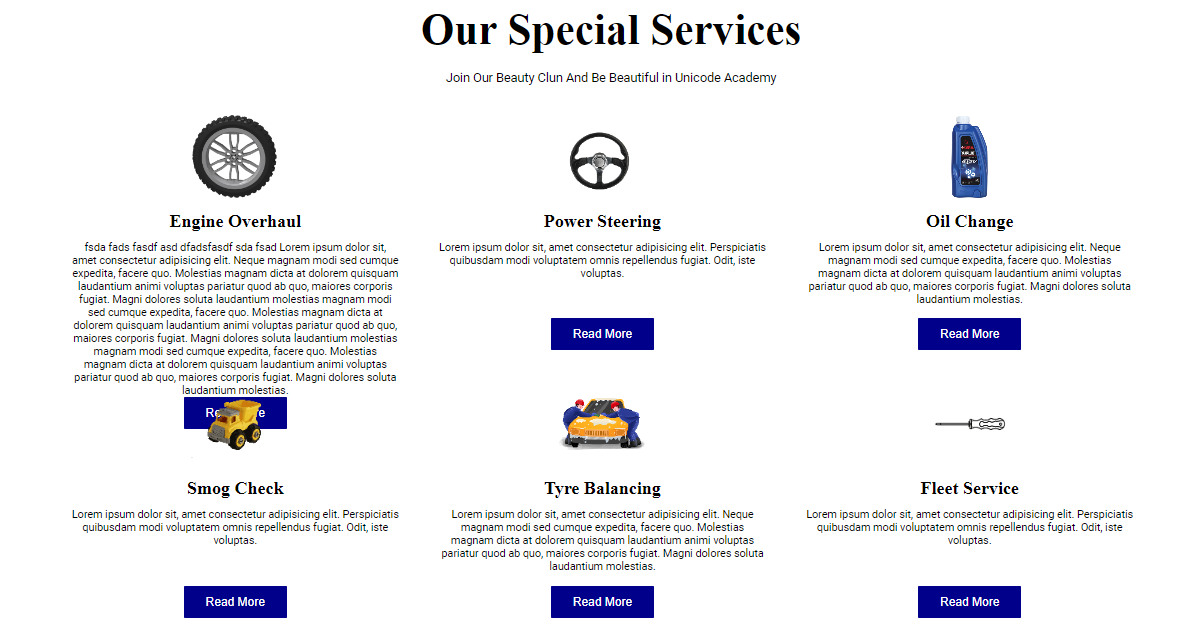 Our Special Services
Join Our Beauty Clun And Be Beautiful in Unicode Academy
Engine Overhaul
fsda fads fasdf asd dfadsfasdf sda fsad Lorem ipsum dolor sit,
amet consectetur adipisicing elit. Neque magnam modi sed cumque
expedita, facere quo. Molestias magnam dicta at dolorem quisquam
laudantium animi voluptas pariatur quod ab quo, maiores corporis
fugiat. Magni dolores soluta laudantium molestias magnam modi
sed cumque expedita, facere quo. Molestias magnam dicta at
dolorem quisquam laudantium animi voluptas pariatur quod ab quo,
maiores corporis fugiat. Magni dolores soluta laudantium molestias
magnam modi sed cumque expedita, facere quo. Molestias
magnam dicta at dolorem quisquam laudantium animi voluptas
pariatur quod ab quo, maiores corporis fugiat. Magni dolores soluta
laudantium molestias.
Power Steering
Lorem ipsum dolor sit, amet consectetur adipisicing elit. Perspiciatis
quibusdam modi voluptatem omnis repellendus fugiat. Odit, iste
voluptas.
Read More
Oil Change
Lorem ipsum dolor sit, amet consectetur adipisicing elit. Neque
magnam modi sed cumque expedita, facere quo. Molestias
magnam dicta at dolorem quisquam laudantium animi voluptas
pariatur quod ab quo, maiores corporis fugiat. Magni dolores soluta
laudantium molestias.
Read More
Smog Check
Lorem ipsum dolor sit, amet consectetur adipisicing elit. Perspiciatis
quibusdam modi voluptatem omnis repellendus fugiat. Odit, iste
voluptas.
Read More
Tyre Balancing
Lorem ipsum dolor sit, amet consectetur adipisicing elit. Neque
magnam modi sed cumque expedita, facere quo. Molestias
magnam dicta at dolorem quisquam laudantium animi voluptas
pariatur quod ab quo, maiores corporis fugiat. Magni dolores soluta
laudantium molestias.
Read More
Fleet Service
Lorem ipsum dolor sit, amet consectetur adipisicing elit. Perspiciatis
quibusdam modi voluptatem omnis repellendus fugiat. Odit, iste
voluptas.
Read More